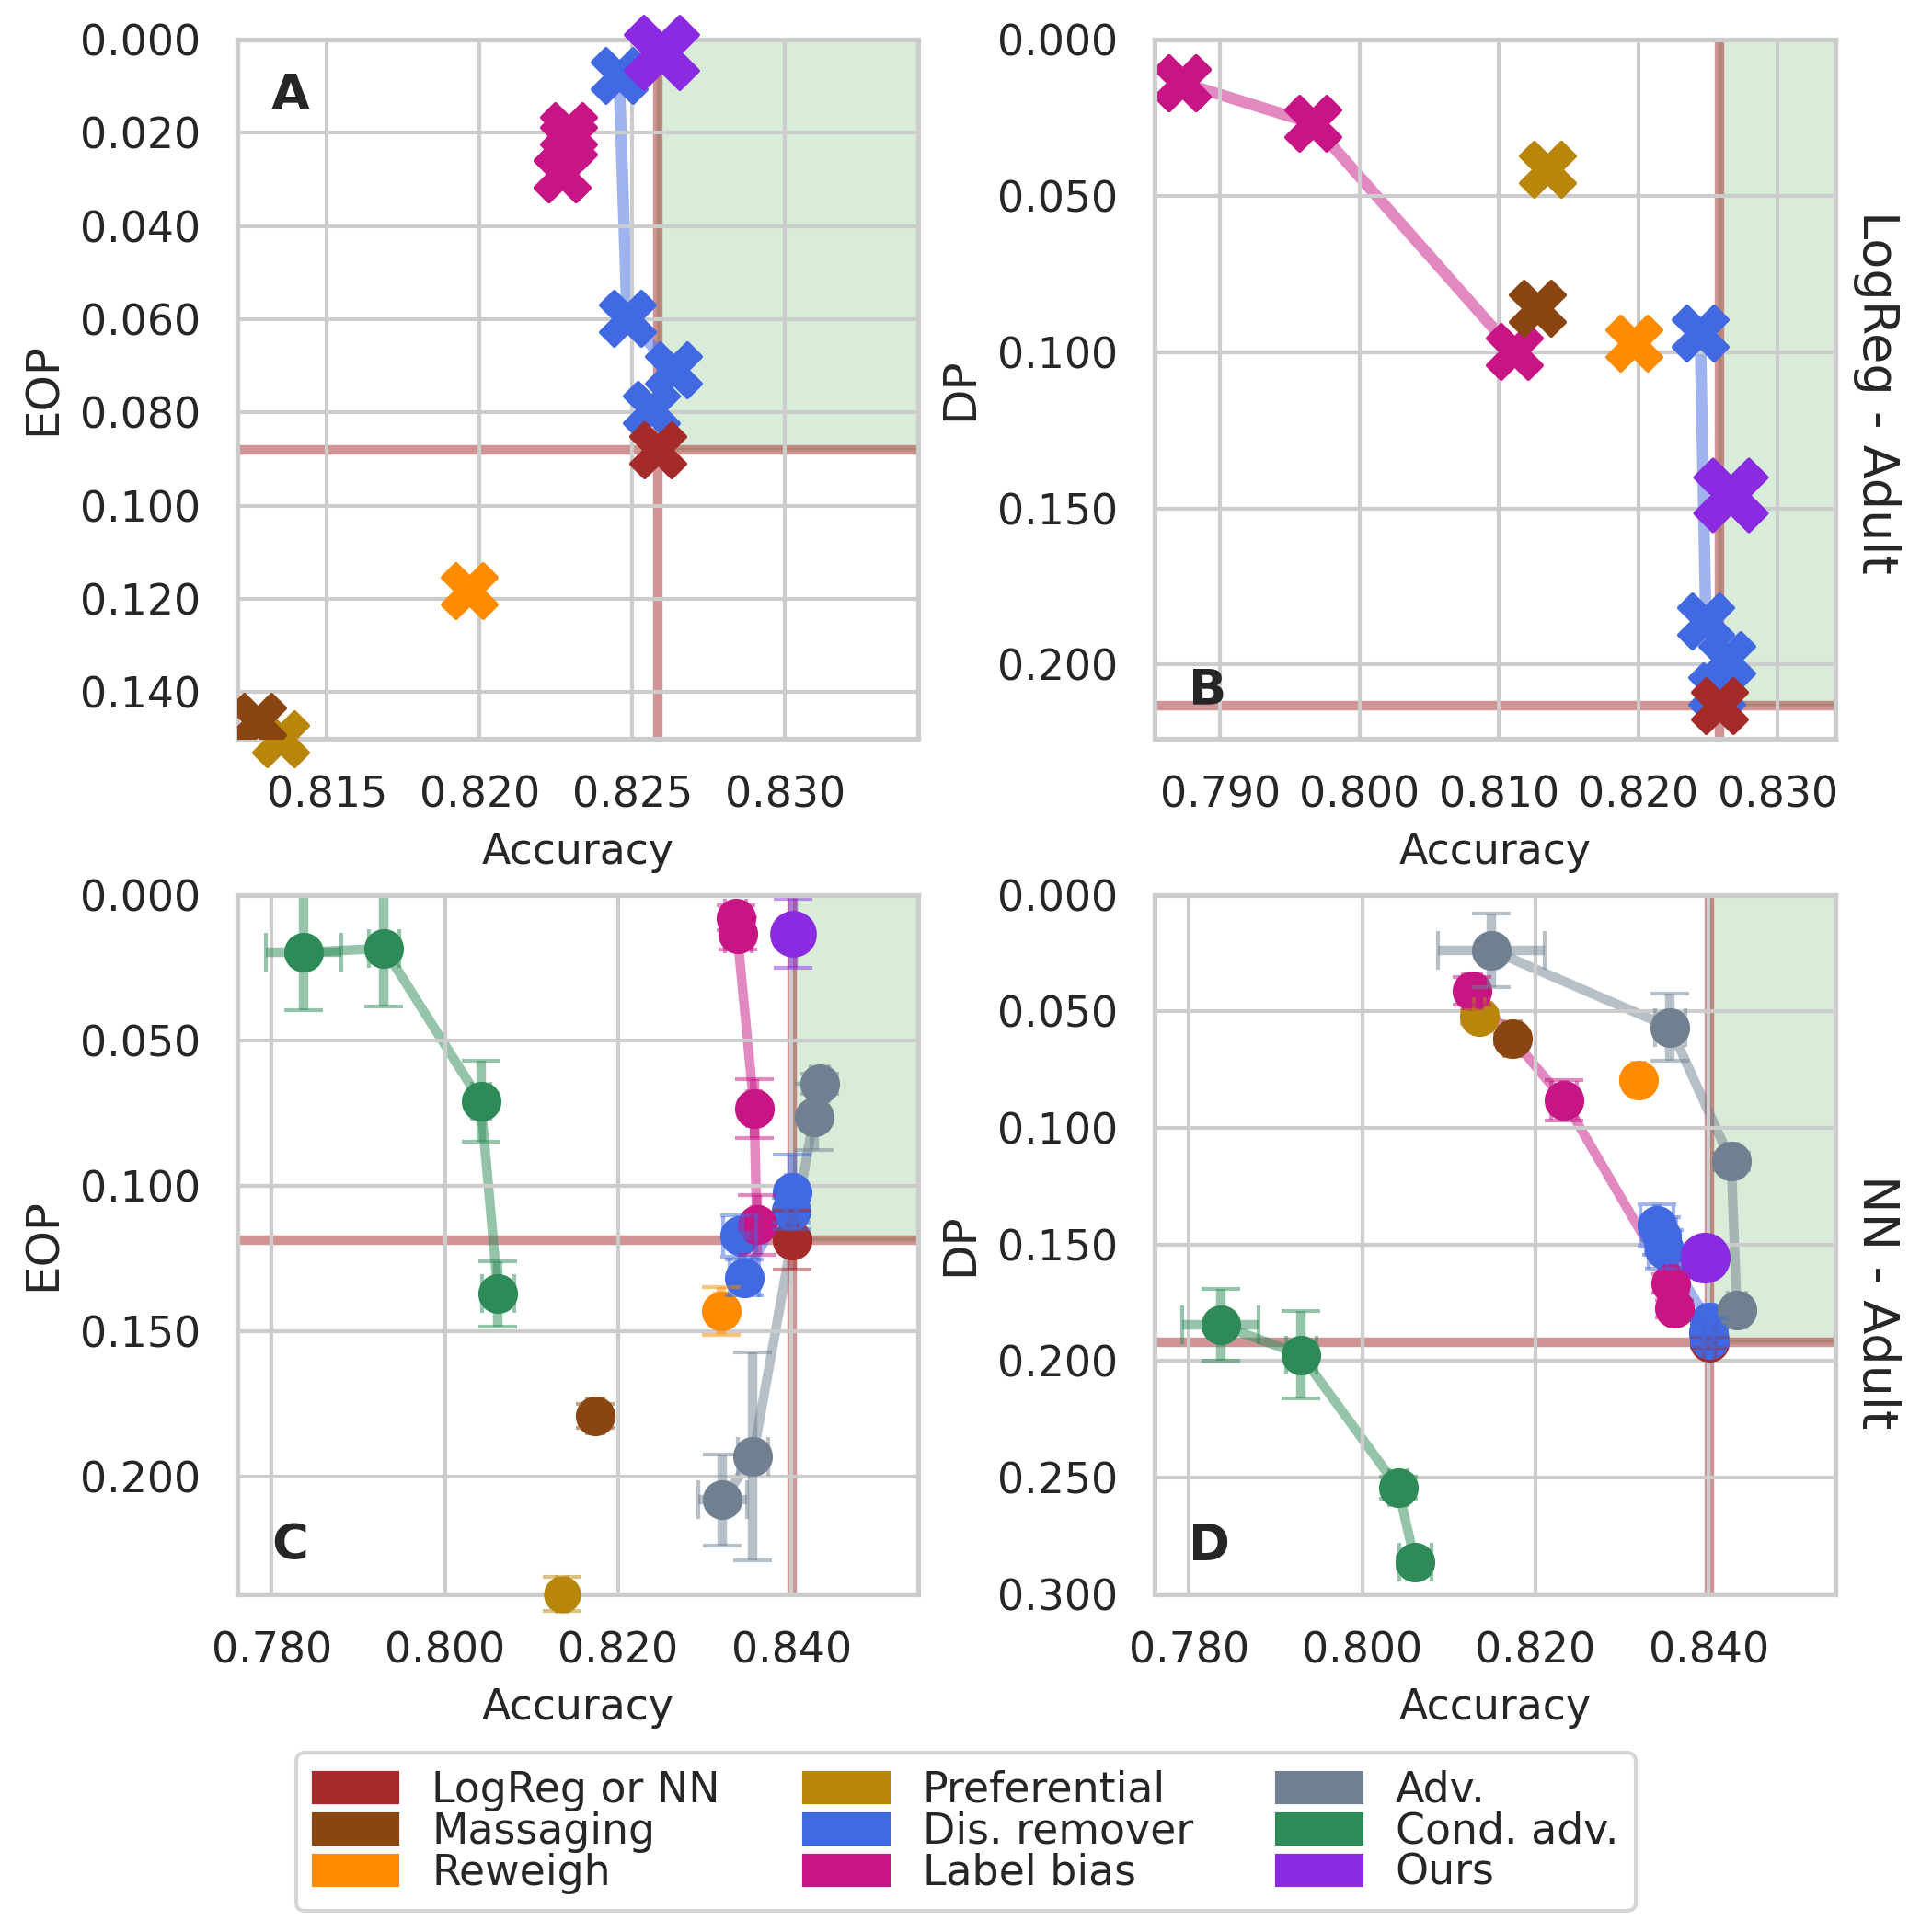 A
0.000
0.020
0.040
0.060
0.080
0.100
0.120
0.140
EOP
0.815 0.820 0.825 0.830
Accuracy
B
0.000
0.050
0.100
0.150
0.200
DP
0.790 0.800 0.810 0.820 0.830
Accuracy
LogReg - Adult
C
0.000
0.050
0.100
0.150
0.200
EOP
0.780 0.800 0.820 0.840
Accuracy
D
0.000
0.050
0.100
0.150
0.200
0.250
0.300
DP
0.780 0.800 0.820 0.840
Accuracy
NN - Adult
LogReg or NN
Massaging
Reweigh
Preferential
Dis. remover
Label bias
Adv.
Cond. adv.
Ours